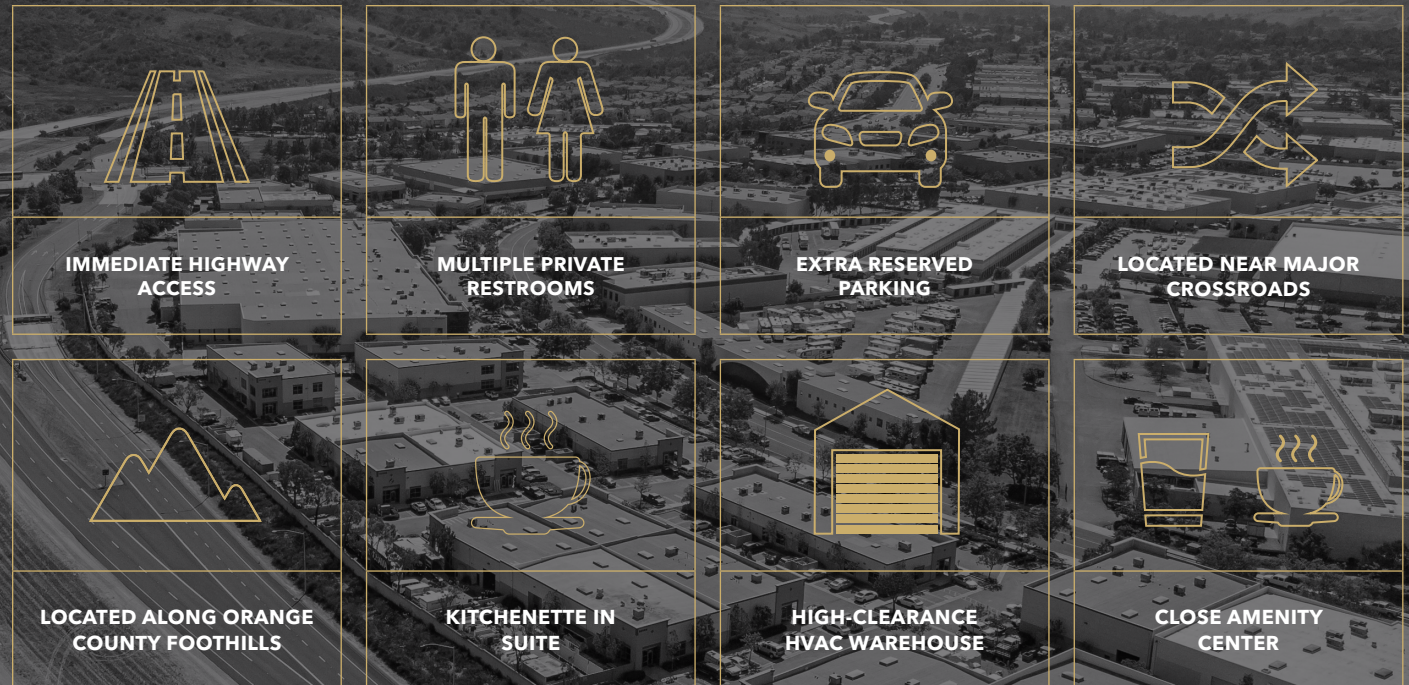 IMMEDIATE HIGHWAY
ACCESS
MULTIPLE PRIVATE
RESTROOMS
EXTRA RESERVED
PARKING
LOCATED NEAR MAJOR
CROSSROADS
LOCATED ALONG ORANGE
COUNTY FOOTHILLS
KITCHENETTE IN
SUITE
HIGH-CLEARANCE
HVAC WAREHOUSE
CLOSE AMENITY
CENTER